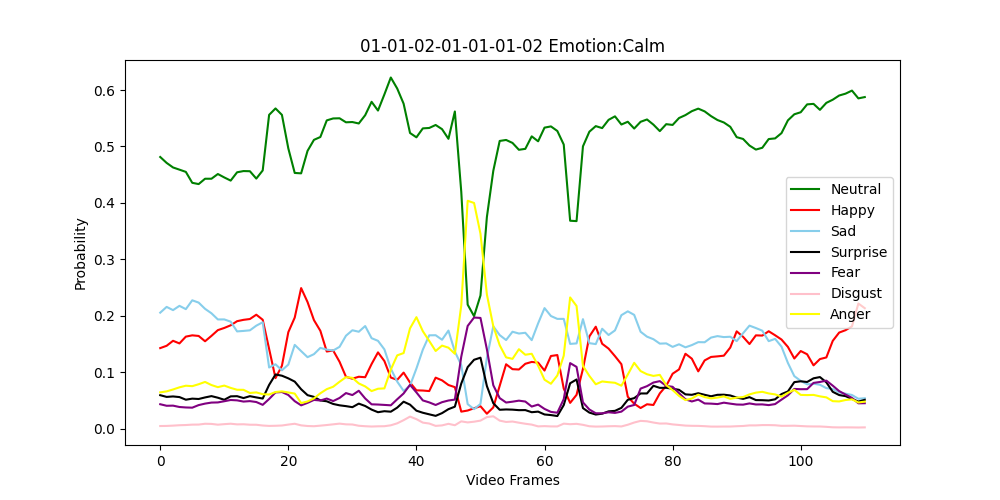 01-01-02-01-01-01-02 Emotion:Calm
Probability
0.6
0.5
0.4
0.3
0.2
0.1
0.0
Neutral
Happy
Sad
Surprise
Fear
Disgust
Anger
0 20 40 60 80 100
Video Frames